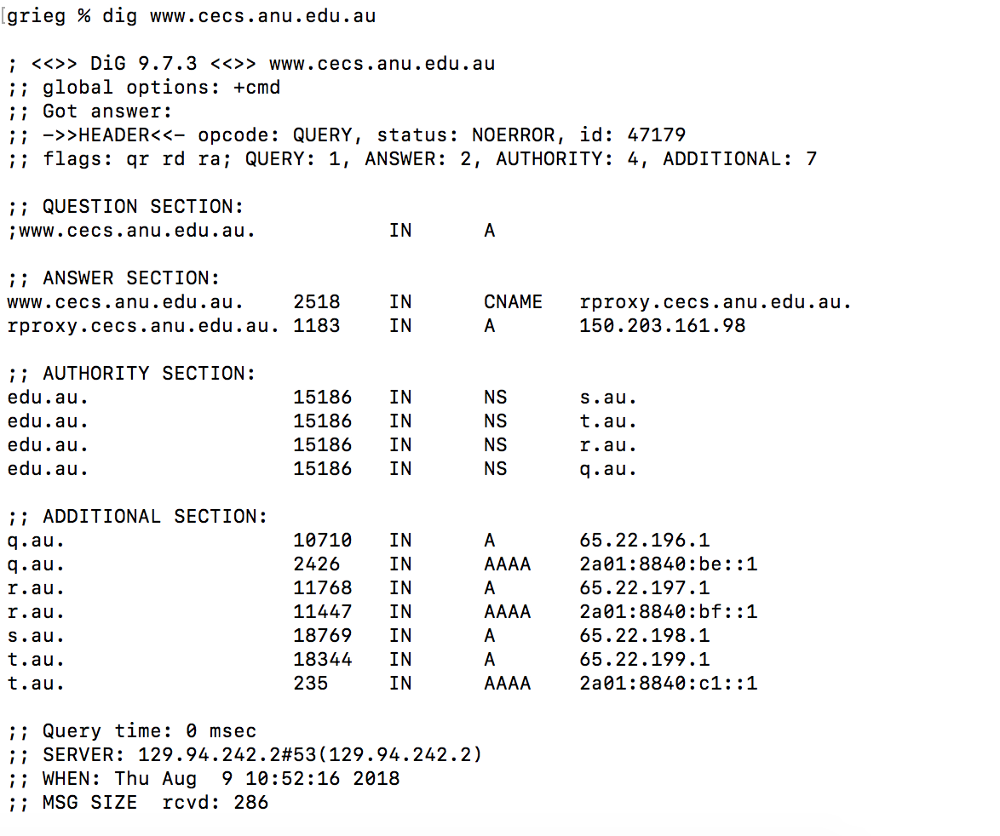 [grieg % dig www.cecs.anu.edu.au
; <<>> DiG 9.7.3 <<>> www.cecs.anu.edu.au
;; global options: +cmd
;; Got answer:
;; ->>HEADER<<- opcode: QUERY, status: NOERROR, id: 47179
;; flags: qr rd ra; QUERY: 1, ANSWER: 2, AUTHORITY: 4, ADDITIONAL: 7
;; QUESTION SECTION:
;www.cecs.anu.edu.au. IN A
;; ANSWER SECTION:
www.cecs.anu.edu.au. 2518 IN CNAME rproxy.cecs.anu.edu.au.
rproxy.cecs.anu.edu.au. 1183 IN A 150.203.161.98
;; AUTHORITY SECTION:
edu.au. 15186 IN NS s.au.
edu.au. 15186 IN NS t.au.
edu.au. 15186 IN NS r.au.
edu.au. 15186 IN NS q.au.
;; ADDITIONAL SECTION:
q.au. 10710 IN A 65.22.196.1
q.au. 2426 IN AAAA 2a01:8840:be::1
r.au. 11768 IN A 65.22.197.1
r.au. 11447 IN AAAA 2a01:8840:bf::1
s.au. 18769 IN A 65.22.198.1
t.au. 18344 IN A 65.22.199.1
t.au. 235 IN AAAA 2a01:8840:c1::1
;; Query time: 0 msec
;; SERVER: 129.94.242.2#53(129.94.242.2)
;; WHEN: Thu Aug  9 10:52:16 2018
;; MSG SIZE  rcvd: 286